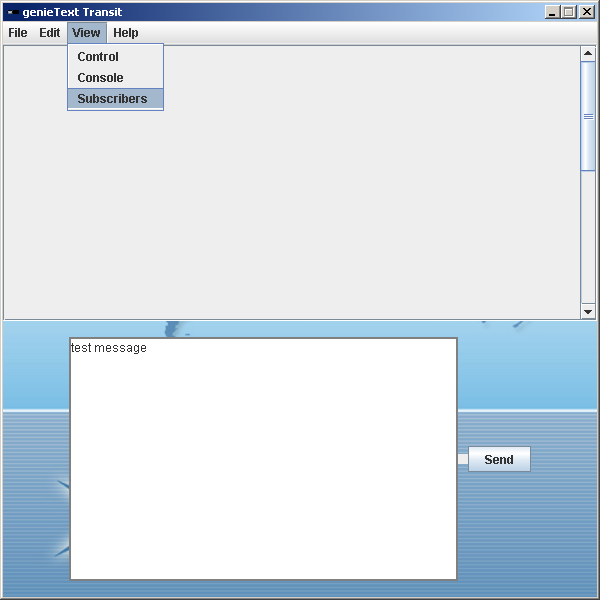 genieText Transit
File Edit View Help
Control
Console
Subscribers
test message
Send